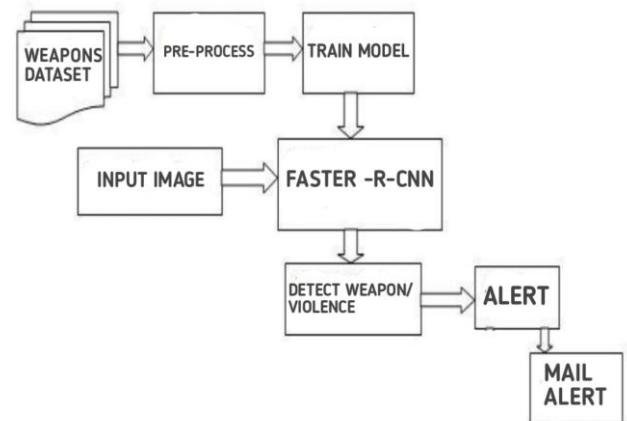 WEAPONS
DATASET
PRE-PROCESS
TRAIN MODEL
INPUT IMAGE
FASTER -R-CNN
DETECT WEAPON/
VIOLENCE
ALERT
MAIL
ALERT